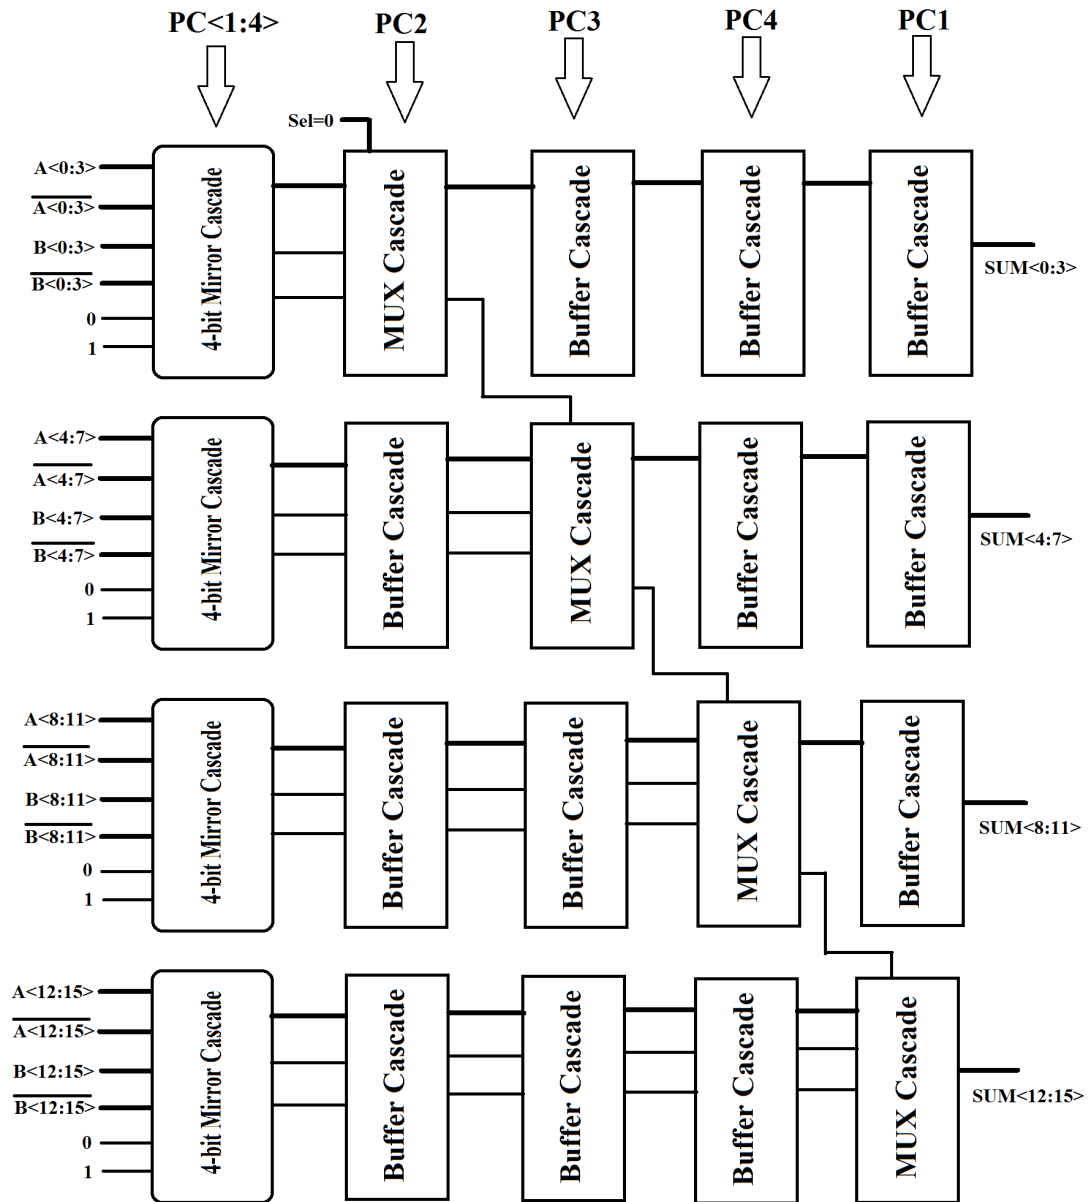 PC<1:4>
PC2
PC3
PC4
PC1
Sel=0
A<0:3>
A<0:3>
B<0:3>
B<0:3>
0
1
4-bit Mirror Cascade
MUX Cascade
Buffer Cascade
Buffer Cascade
Buffer Cascade
SUM<0:3>
A<4:7>
A<4:7>
B<4:7>
B<4:7>
0
1
4-bit Mirror Cascade
Buffer Cascade
MUX Cascade
Buffer Cascade
Buffer Cascade
SUM<4:7>
A<8:11>
A<8:11>
B<8:11>
B<8:11>
0
1
4-bit Mirror Cascade
Buffer Cascade
Buffer Cascade
MUX Cascade
Buffer Cascade
SUM<8:11>
A<12:15>
A<12:15>
B<12:15>
B<12:15>
0
1
4-bit Mirror Cascade
Buffer Cascade
Buffer Cascade
Buffer Cascade
MUX Cascade
SUM<12:15>